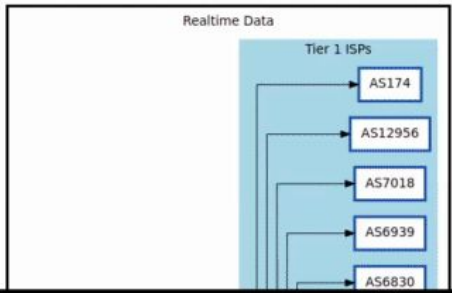 Realtime Data
Tier 1 ISPs
AS174
AS12956
AS7018
AS6939
AS6830